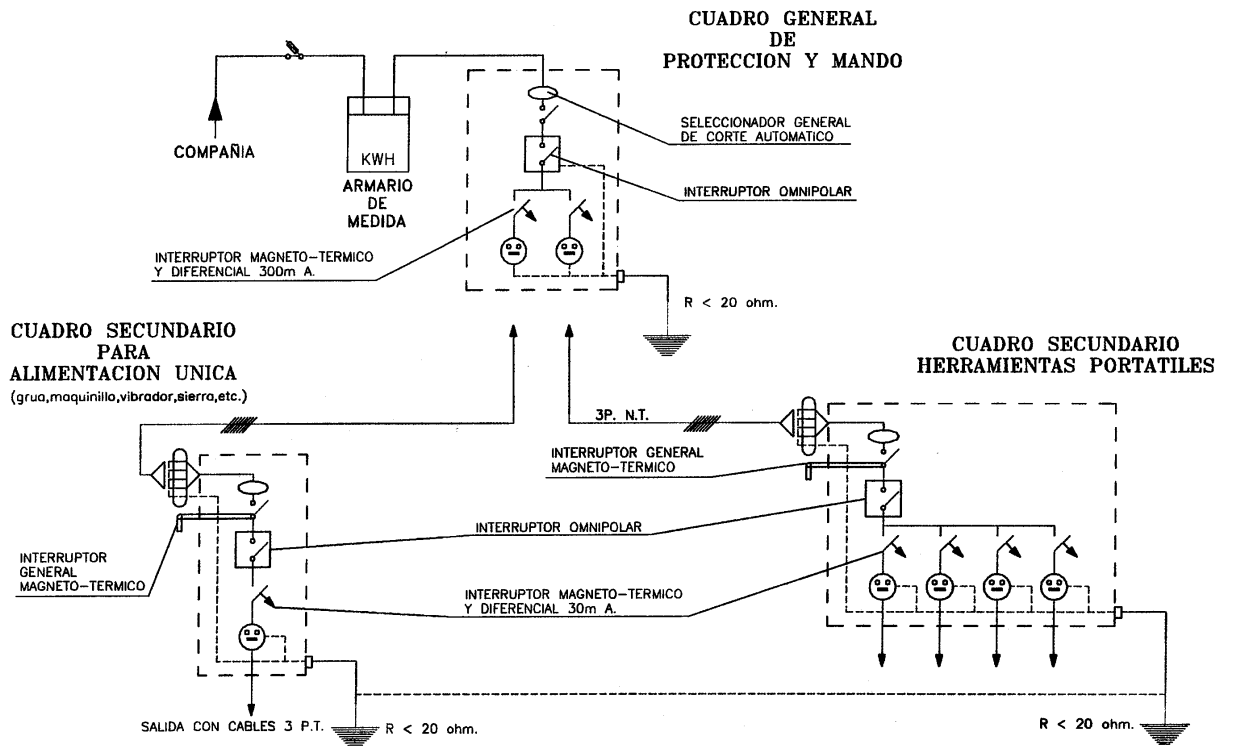 CUADRO GENERAL
DE
PROTECCION Y MANDO
COMPAÑIA
KWH
ARMARIO
DE
MEDIDA
SELECCIONADOR GENERAL
DE CORTE AUTOMATICO
INTERRUPTOR OMNIPOLAR
INTERRUPTOR MAGNETO-TERMICO
Y DIFERENCIAL 300m A.
R < 20 ohm.
CUADRO SECUNDARIO
PARA
ALIMENTACION UNICA
(grua,maquinillo,vibrador,sierra,etc.)
CUADRO SECUNDARIO
HERRAMIENTAS PORTATILES
3P. N.T.
INTERRUPTOR GENERAL
MAGNETO-TERMICO
INTERRUPTOR OMNIPOLAR
INTERRUPTOR
GENERAL
MAGNETO-TERMICO
INTERRUPTOR MAGNETO-TERMICO
Y DIFERENCIAL 30m A.
SALIDA CON CABLES 3 P.T.
R < 20 ohm.
R < 20 ohm.